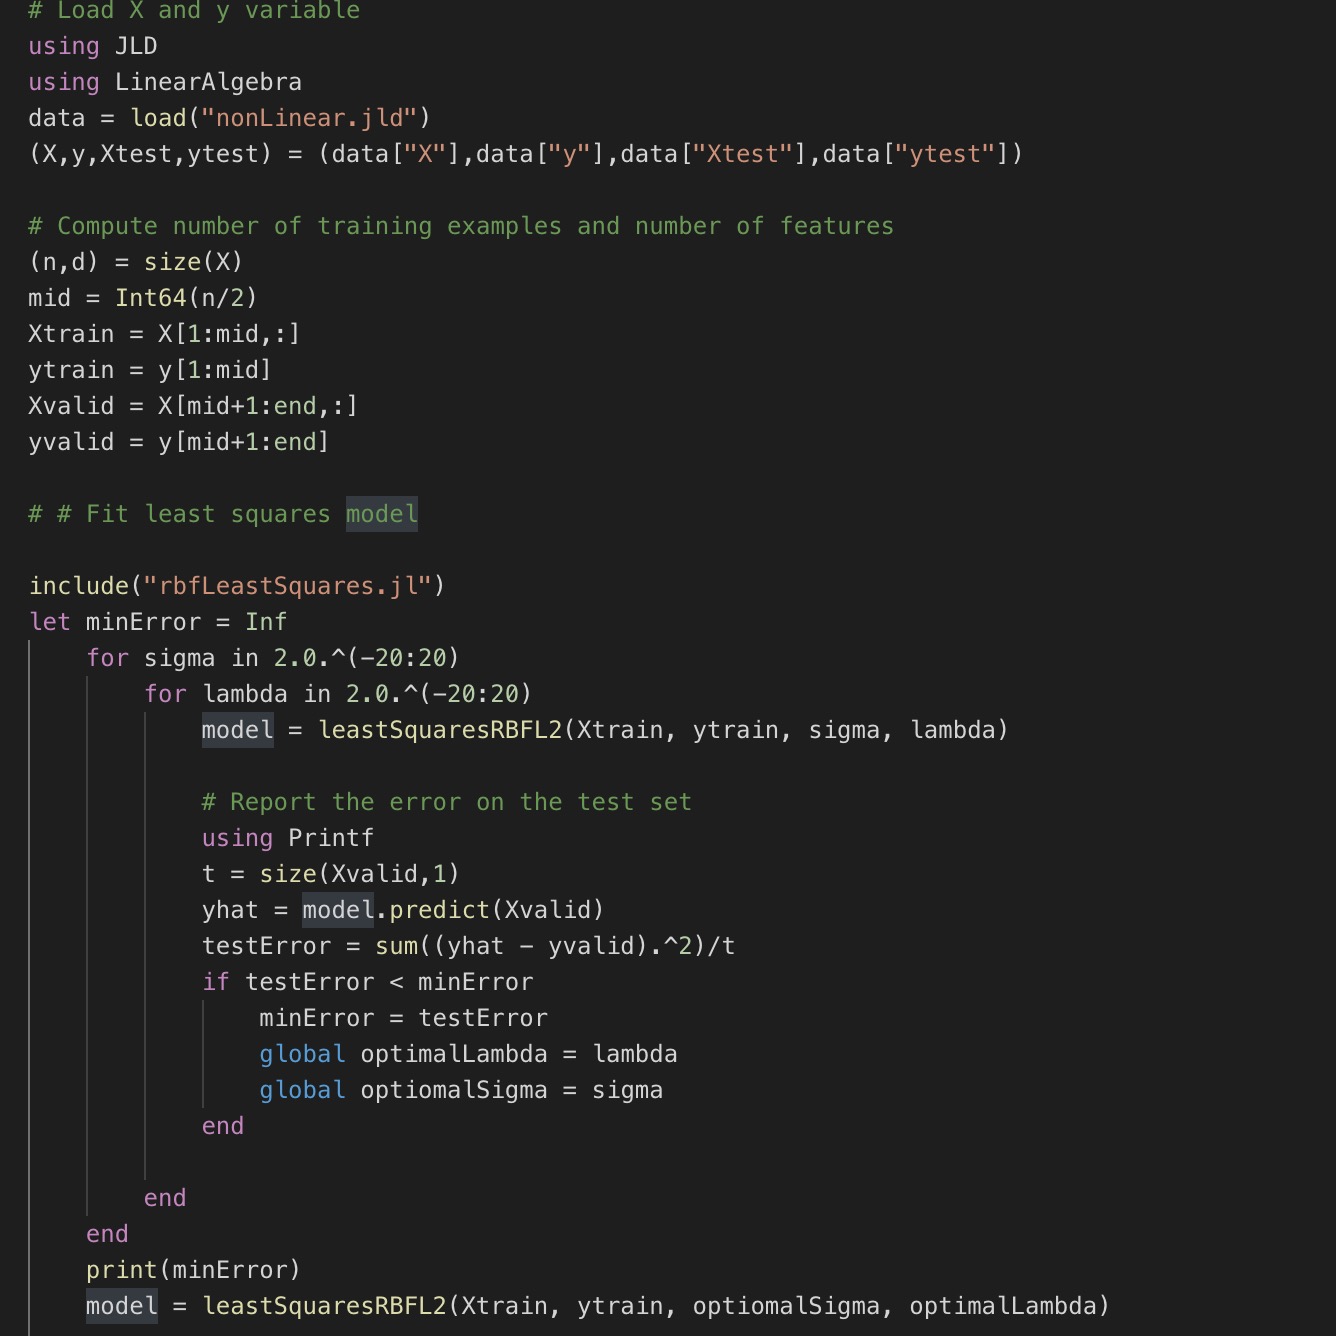 # Load X and y variable
using JLD
using LinearAlgebra
data = load("nonLinear.jld")
(X,y,Xtest,ytest) = (data["X"],data["y"],data["Xtest"],data["ytest"])
# Compute number of training examples and number of features
(n,d) = size(X)
mid = Int64(n/2)
Xtrain = X[1:mid,:]
ytrain = y[1:mid]
Xvalid = X[mid+1:end,:]
yvalid = y[mid+1:end]
# # Fit least squares model
include("rbfLeastSquares.jl")
let minError = Inf
    for sigma in 2.0.^(-20:20)
        for lambda in 2.0.^(-20:20)
            model = leastSquaresRBFL2(Xtrain, ytrain, sigma, lambda)
            # Report the error on the test set
            using Printf
            t = size(Xvalid,1)
            yhat = model.predict(Xvalid)
            testError = sum((yhat - yvalid).^2)/t
            if testError < minError
                minError = testError
                global optimalLambda = lambda
                global optiomalSigma = sigma
            end
        end
    end
    print(minError)
    model = leastSquaresRBFL2(Xtrain, ytrain, optiomalSigma, optimalLambda)